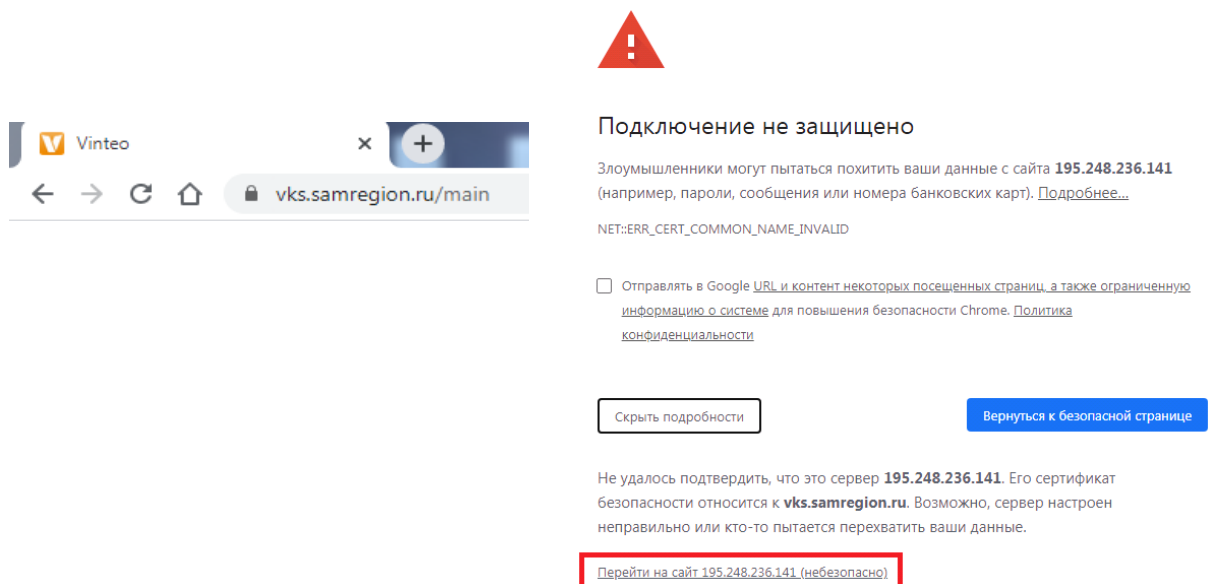 Vinteo
vks.samregion.ru/main
Подключение не защищено
Злоумышленники могут пытаться похитить ваши данные с сайта 195.248.236.141
(например, пароли, сообщения или номера банковских карт). Подробнее...
NET::ERR_CERT_COMMON_NAME_INVALID
Отправлять в Google URL и контент некоторых посещенных страниц, а также ограниченную
информацию о системе для повышения безопасности Chrome. Политика
конфиденциальности
Скрыть подробности
Вернуться к безопасной странице
Не удалось подтвердить, что это сервер 195.248.236.141. Его сертификат
безопасности относится к vks.samregion.ru. Возможно, сервер настроен
неправильно или кто-то пытается перехватить ваши данные.
Перейти на сайт 195.248.236.141 (небезопасно)